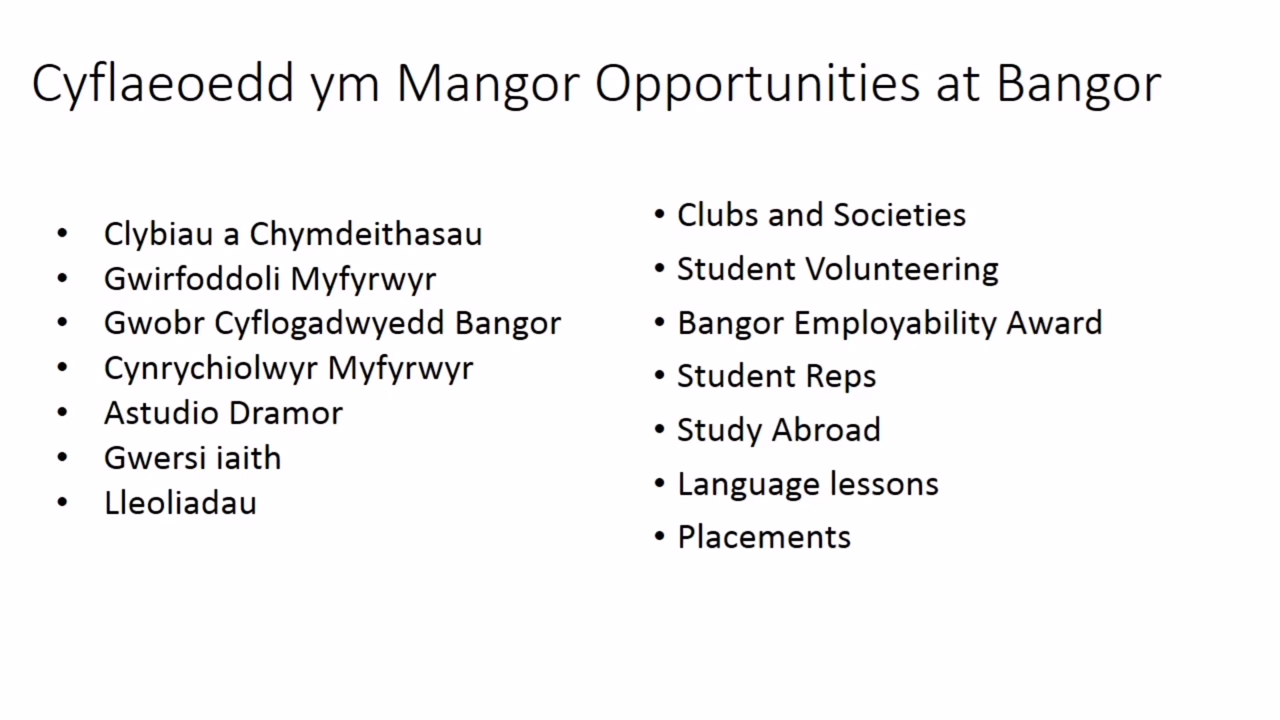 Cyflaeoedd ym Mangor Opportunities at Bangor
• Clybiau a Chymdeithasau
• Gwirfoddoli Myfyrwyr
• Gwobr Cyflogadwyedd Bangor
• Cynrychiolwyr Myfyrwyr
• Astudio Dramor
• Gwersi iaith
• Lleoliadau
• Clubs and Societies
• Student Volunteering
• Bangor Employability Award
• Student Reps
• Study Abroad
• Language lessons
• Placements